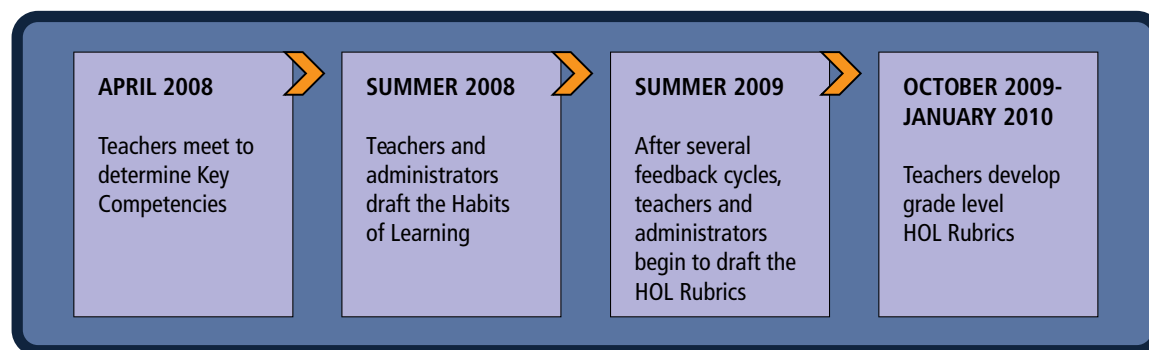 APRIL 2008
Teachers meet to
determine Key
Competencies
SUMMER 2008
Teachers and
administrators
draft the Habits
of Learning
SUMMER 2009
After several
feedback cycles,
teachers and
administrators
begin to draft the
HOL Rubrics
OCTOBER 2009-
JANUARY 2010
Teachers develop
grade level
HOL Rubrics